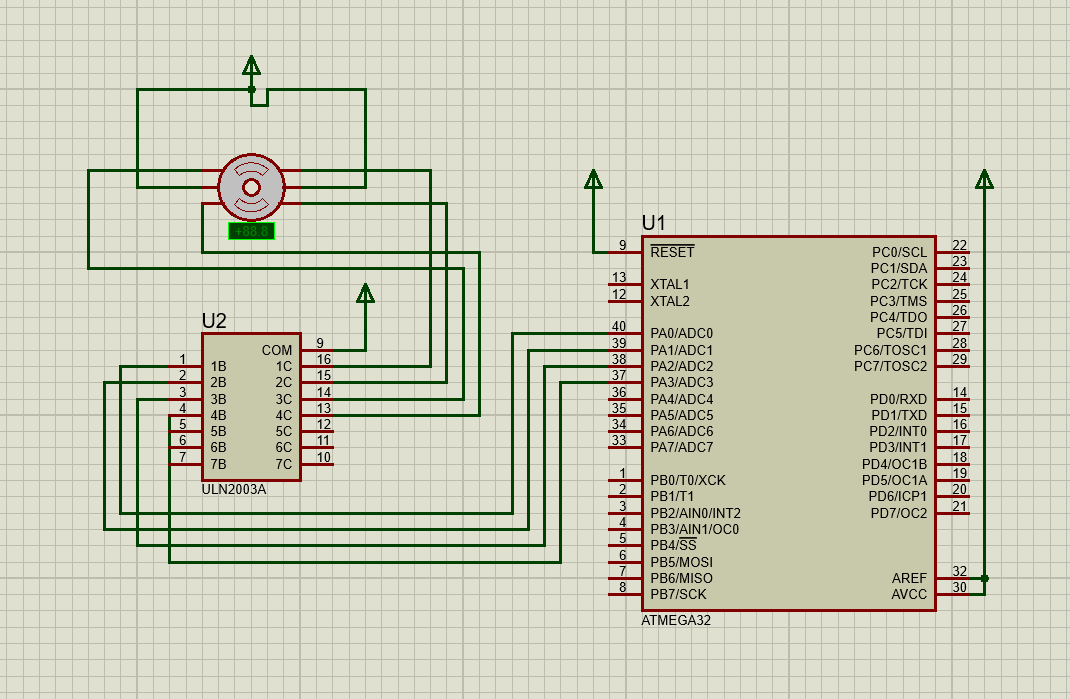 +88.8
U2
COM 9
1 1B 1C 16
2 2B 2C 15
3 3B 3C 14
4 4B 4C 13
5 5B 5C 12
6 6B 6C 11
7 7B 7C 10
ULN2003A
U1
9 RESET PC0/SCL 22
PC1/SDA 23
13 XTAL1 PC2/TCK 24
12 XTAL2 PC3/TMS 25
PC4/TDO 26
40 PA0/ADC0 PC5/TDI 27
39 PA1/ADC1 PC6/TOSC1 28
38 PA2/ADC2 PC7/TOSC2 29
37 PA3/ADC3
36 PA4/ADC4 PD0/RXD 14
35 PA5/ADC5 PD1/TXD 15
34 PA6/ADC6 PD2/INT0 16
33 PA7/ADC7 PD3/INT1 17
PD4/OC1B 18
1 PB0/T0/XCK PD5/OC1A 19
2 PB1/T1 PD6/ICP1 20
3 PB2/AIN0/INT2 PD7/OC2 21
4 PB3/AIN1/OC0
5 PB4/SS
6 PB5/MOSI
7 PB6/MISO AREF 32
8 PB7/SCK AVCC 30
ATMEGA32